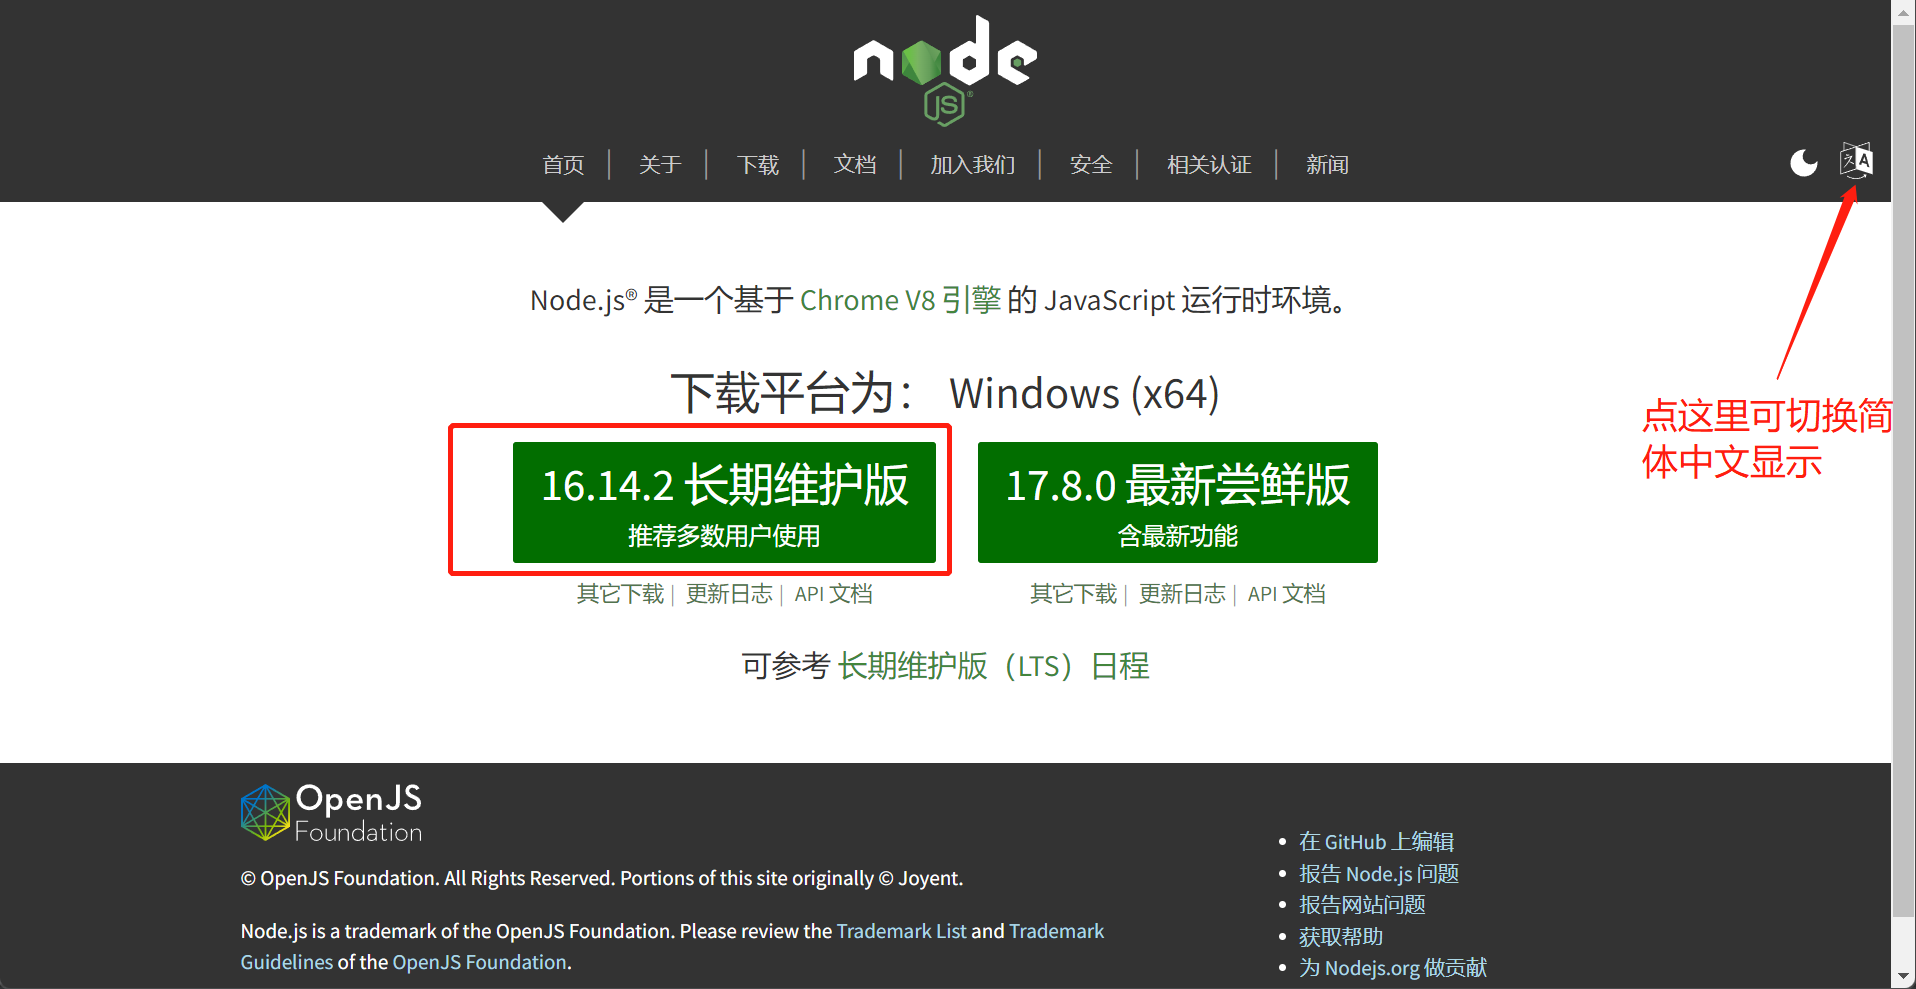 node
JS®
首页 | 关于 | 下载 | 文档 | 加入我们 | 安全 | 相关认证 | 新闻
Node.js® 是一个基于 Chrome V8 引擎 的 JavaScript 运行时环境。
下载平台为： Windows (x64)
点这里可切换简
体中文显示
16.14.2 长期维护版
推荐多数用户使用
17.8.0 最新尝鲜版
含最新功能
其它下载 | 更新日志 | API 文档
其它下载 | 更新日志 | API 文档
可参考 长期维护版（LTS）日程
OpenJS
Foundation
© OpenJS Foundation. All Rights Reserved. Portions of this site originally © Joyent.
Node.js is a trademark of the OpenJS Foundation. Please review the Trademark List and Trademark
Guidelines of the OpenJS Foundation.
在 GitHub 上编辑
报告 Node.js 问题
报告网站问题
获取帮助
为 Nodejs.org 做贡献